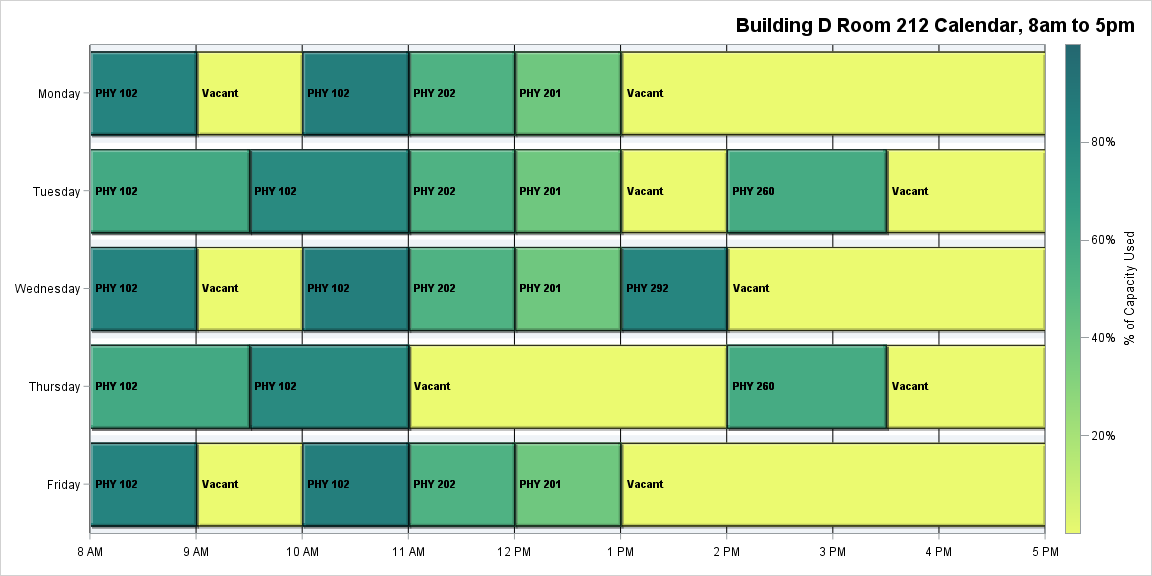 Building D Room 212 Calendar, 8am to 5pm
Monday
PHY 102
Vacant
PHY 102
PHY 202
PHY 201
Vacant
Tuesday
PHY 102
PHY 102
PHY 202
PHY 201
Vacant
PHY 260
Vacant
Wednesday
PHY 102
Vacant
PHY 102
PHY 202
PHY 201
PHY 292
Vacant
Thursday
PHY 102
PHY 102
Vacant
PHY 260
Vacant
Friday
PHY 102
Vacant
PHY 102
PHY 202
PHY 201
Vacant
8 AM
9 AM
10 AM
11 AM
12 PM
1 PM
2 PM
3 PM
4 PM
5 PM
80%
60%
40%
20%
% of Capacity Used